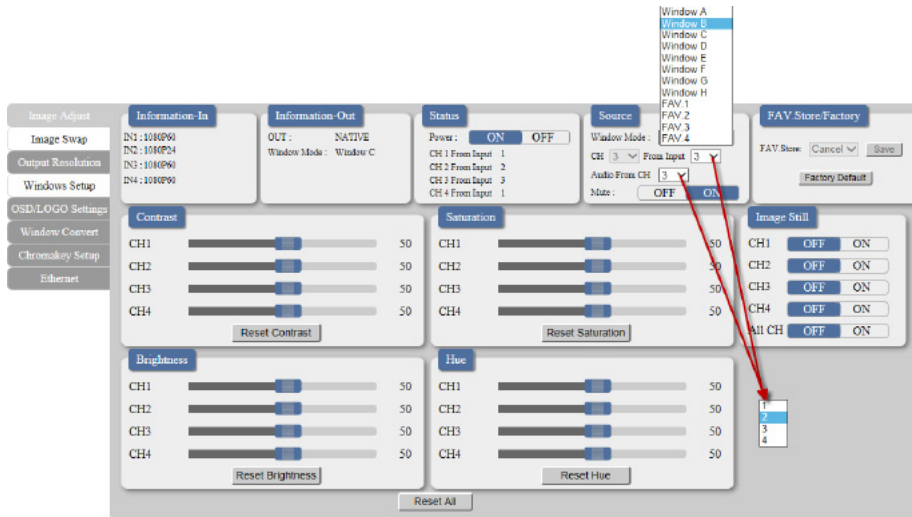 Window A
Window B
Window C
Window D
Window E
Window F
Window G
Window H
FAV.1
FAV.2
FAV.3
FAV.4
Image Adjust
Image Swap
Output Resolution
Windows Setup
OSD/LOGO Settings
Window Convert
Chromakey Setup
Ethernet
Information-In
IN1 : 1080P60
IN2 : 1080P24
IN3 : 1080P60
IN4 : 1080P60
Information-Out
OUT : NATIVE
Window Mode : Window C
Status
Power : ON OFF
CH 1 From Input 1
CH 2 From Input 2
CH 3 From Input 3
CH 4 From Input 1
Source
Window Mode :
CH 3 From Input 3
Audio From CH 3
Mute : OFF ON
FAV.Store/Factory
FAV.Store: Cancel Save
Factory Default
Contrast
CH1 50
CH2 50
CH3 50
CH4 50
Reset Contrast
Saturation
CH1 50
CH2 50
CH3 50
CH4 50
Reset Saturation
Image Still
CH1 OFF ON
CH2 OFF ON
CH3 OFF ON
CH4 OFF ON
All CH OFF ON
Brightness
CH1 50
CH2 50
CH3 50
CH4 50
Reset Brightness
Hue
CH1 50
CH2 50
CH3 50
CH4 50
Reset Hue
1
2
3
4
Reset All